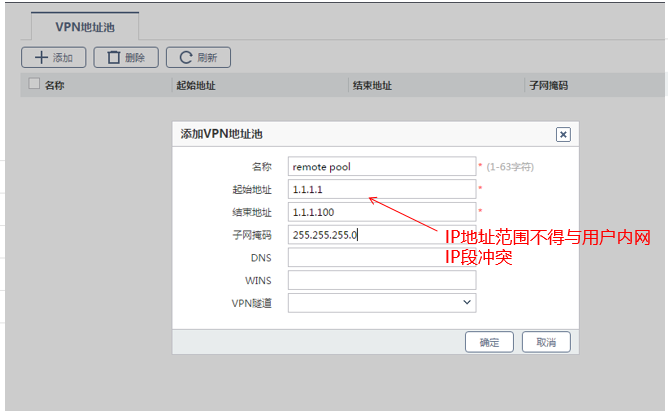 VPN地址池
添加 删除 刷新
名称 起始地址 结束地址 子网掩码
添加VPN地址池
名称 remote pool * (1-63字符)
起始地址 1.1.1.1 *
结束地址 1.1.1.100 *
子网掩码 255.255.255.0
DNS
WINS
VPN隧道
IP地址范围不得与用户内网
IP段冲突
确定 取消